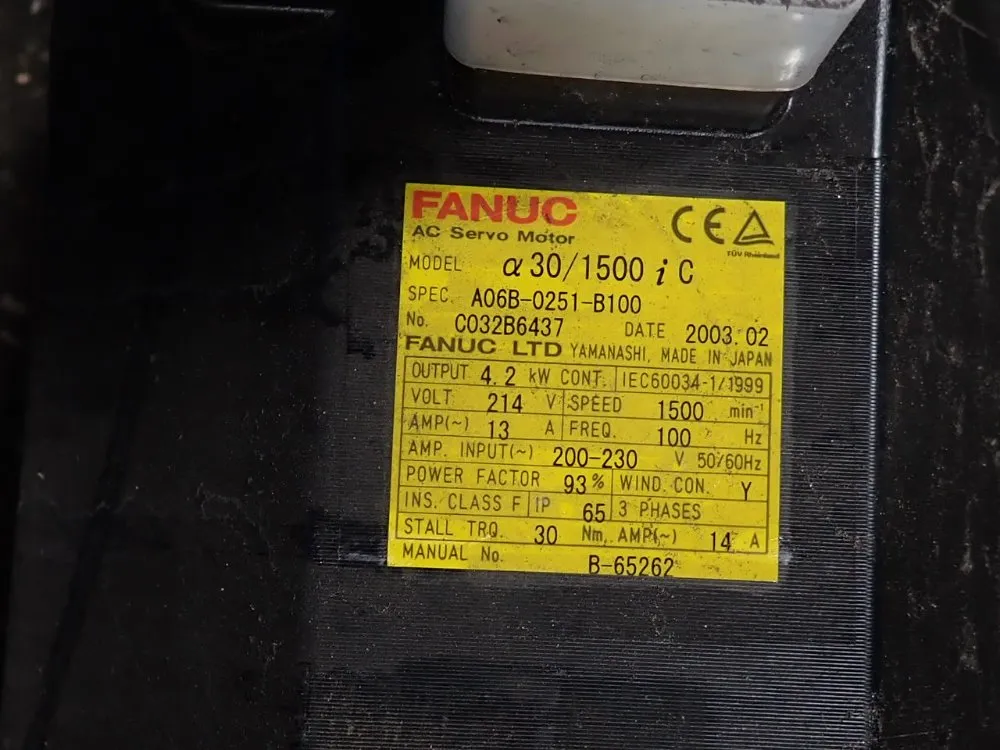 FANUC
AC Servo Motor
CE
TÜV Rheinland
MODEL α30/1500 i C
SPEC. A06B-0251-B100
No. C032B6437 DATE 2003.02
FANUC LTD YAMANASHI, MADE IN JAPAN
OUTPUT 4.2 kW CONT. IEC60034-1/1999
VOLT 214 V SPEED 1500 min⁻¹
AMP(~) 13 A FREQ. 100 Hz
AMP. INPUT(~) 200-230 V 50/60Hz
POWER FACTOR 93% WIND. CON. Y
INS. CLASS F IP 65 3 PHASES
STALL TRQ. 30 Nm, AMP(~) 14 A
MANUAL No. B-65262